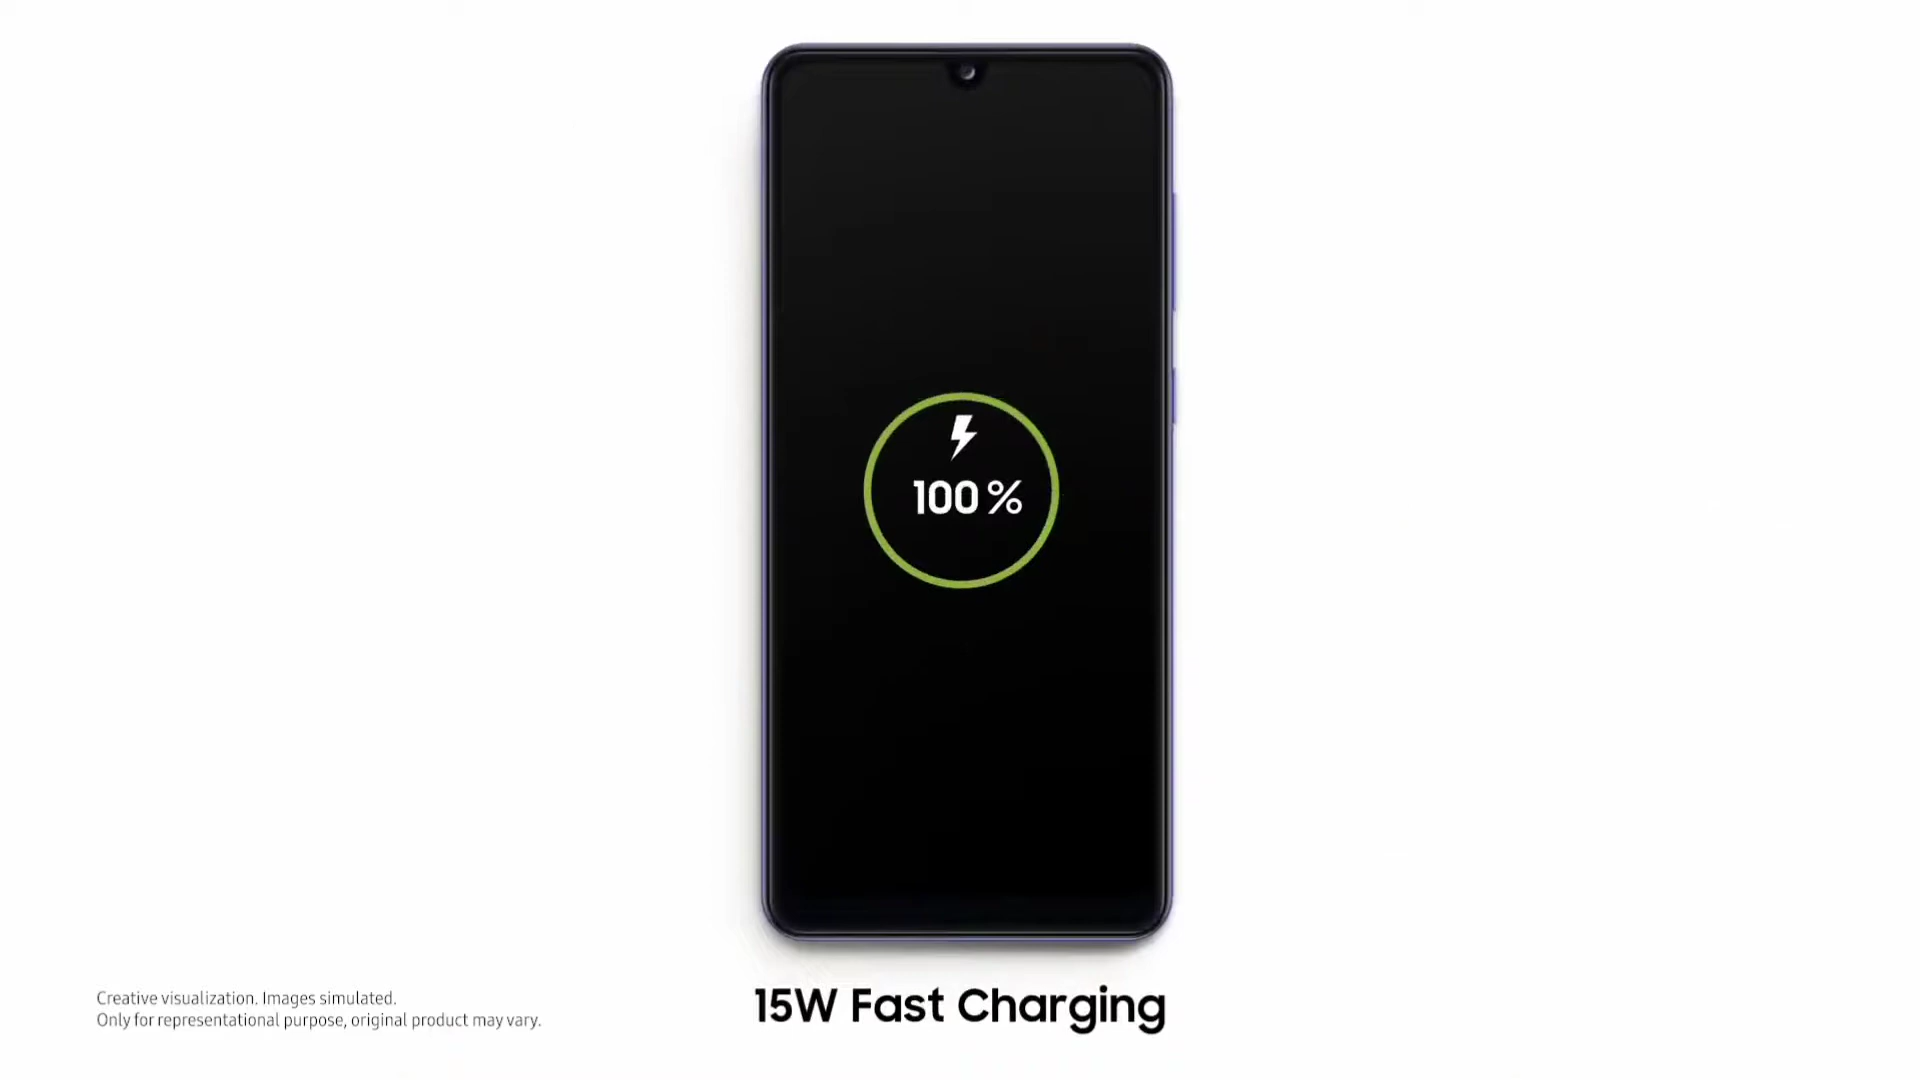 100 %
15W Fast Charging
Creative visualization. Images simulated.
Only for representational purpose, original product may vary.